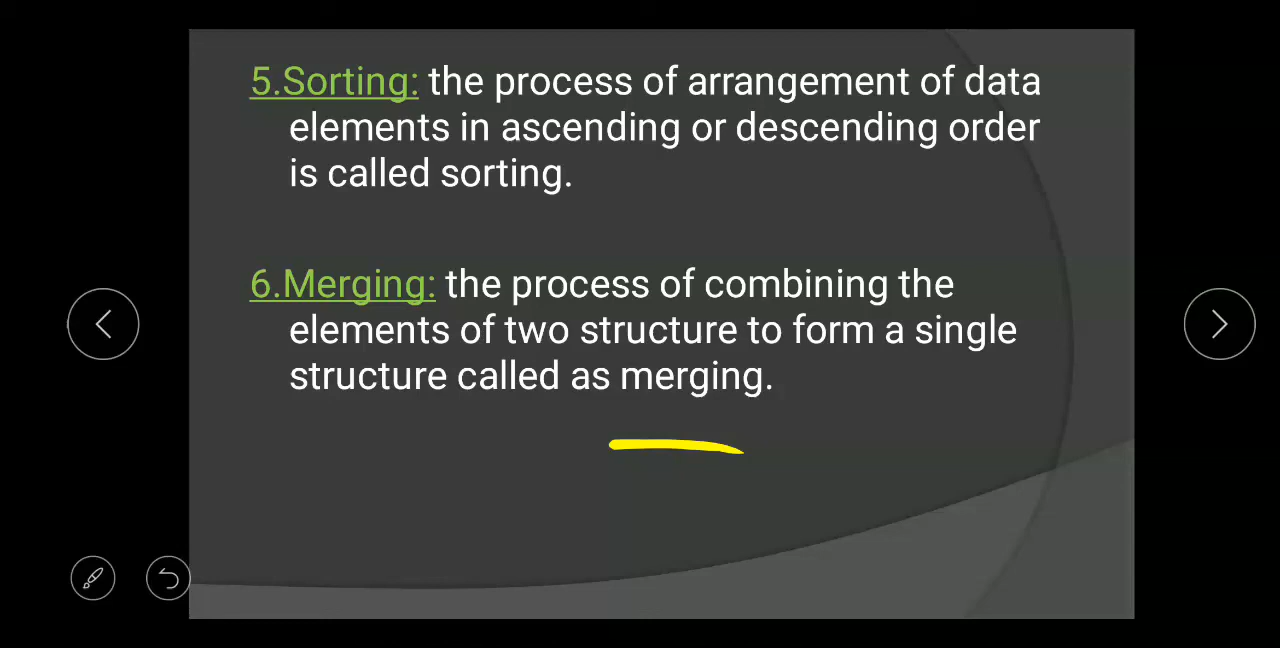 5.Sorting: the process of arrangement of data
elements in ascending or descending order
is called sorting.
6.Merging: the process of combining the
elements of two structure to form a single
structure called as merging.